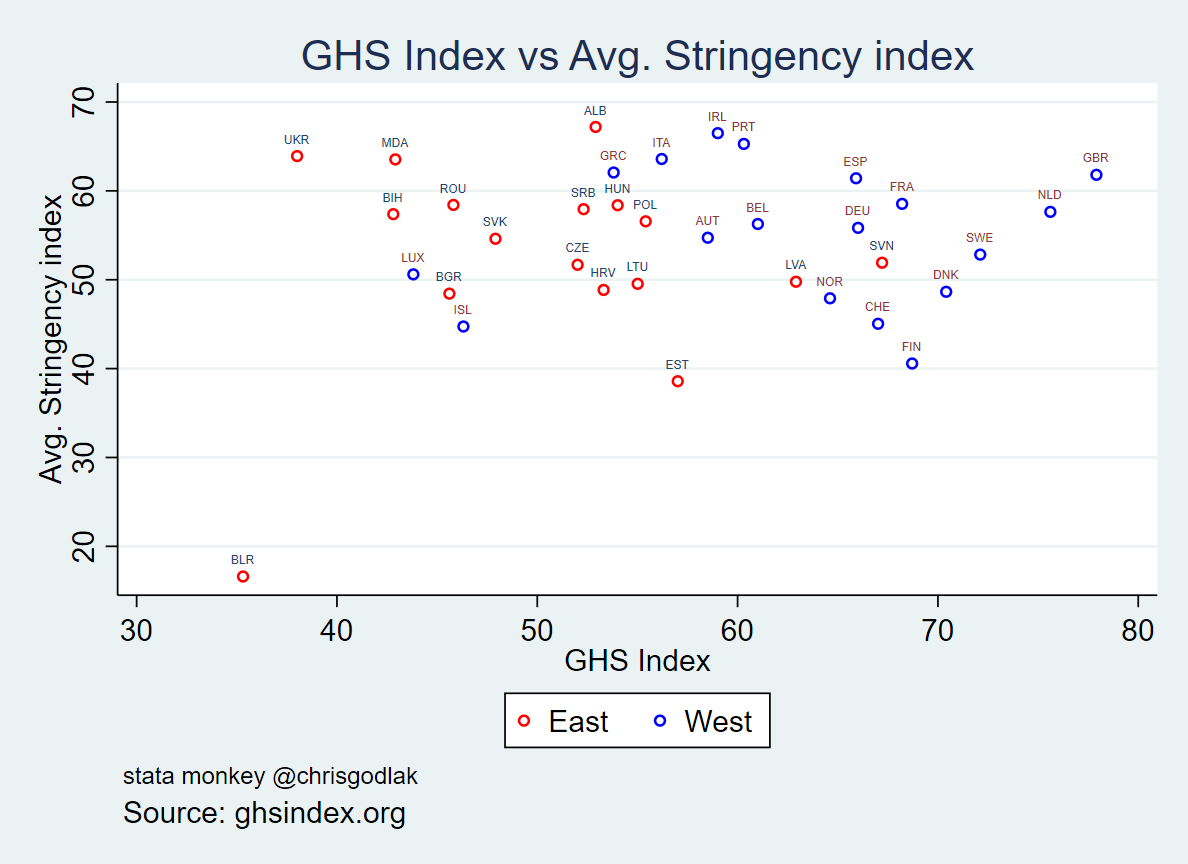 GHS Index vs Avg. Stringency index
Avg. Stringency index
70
60
50
40
30
20
ALB
IRL
PRT
UKR
MDA
ITA
GRC
ESP
GBR
BIH
ROU
SRB
HUN
FRA
NLD
POL
SVK
AUT
BEL
DEU
LUX
CZE
SVN
SWE
BGR
HRV
LTU
LVA
NOR
DNK
ISL
CHE
EST
FIN
BLR
30 40 50 60 70 80
GHS Index
East West
stata monkey @chrisgodlak
Source: ghsindex.org